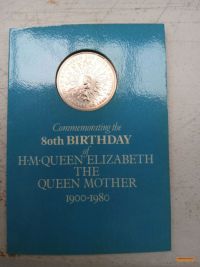 Commemorating the
80th BIRTHDAY
of
H·M·QUEEN ELIZABETH
THE
QUEEN MOTHER
1900-1980